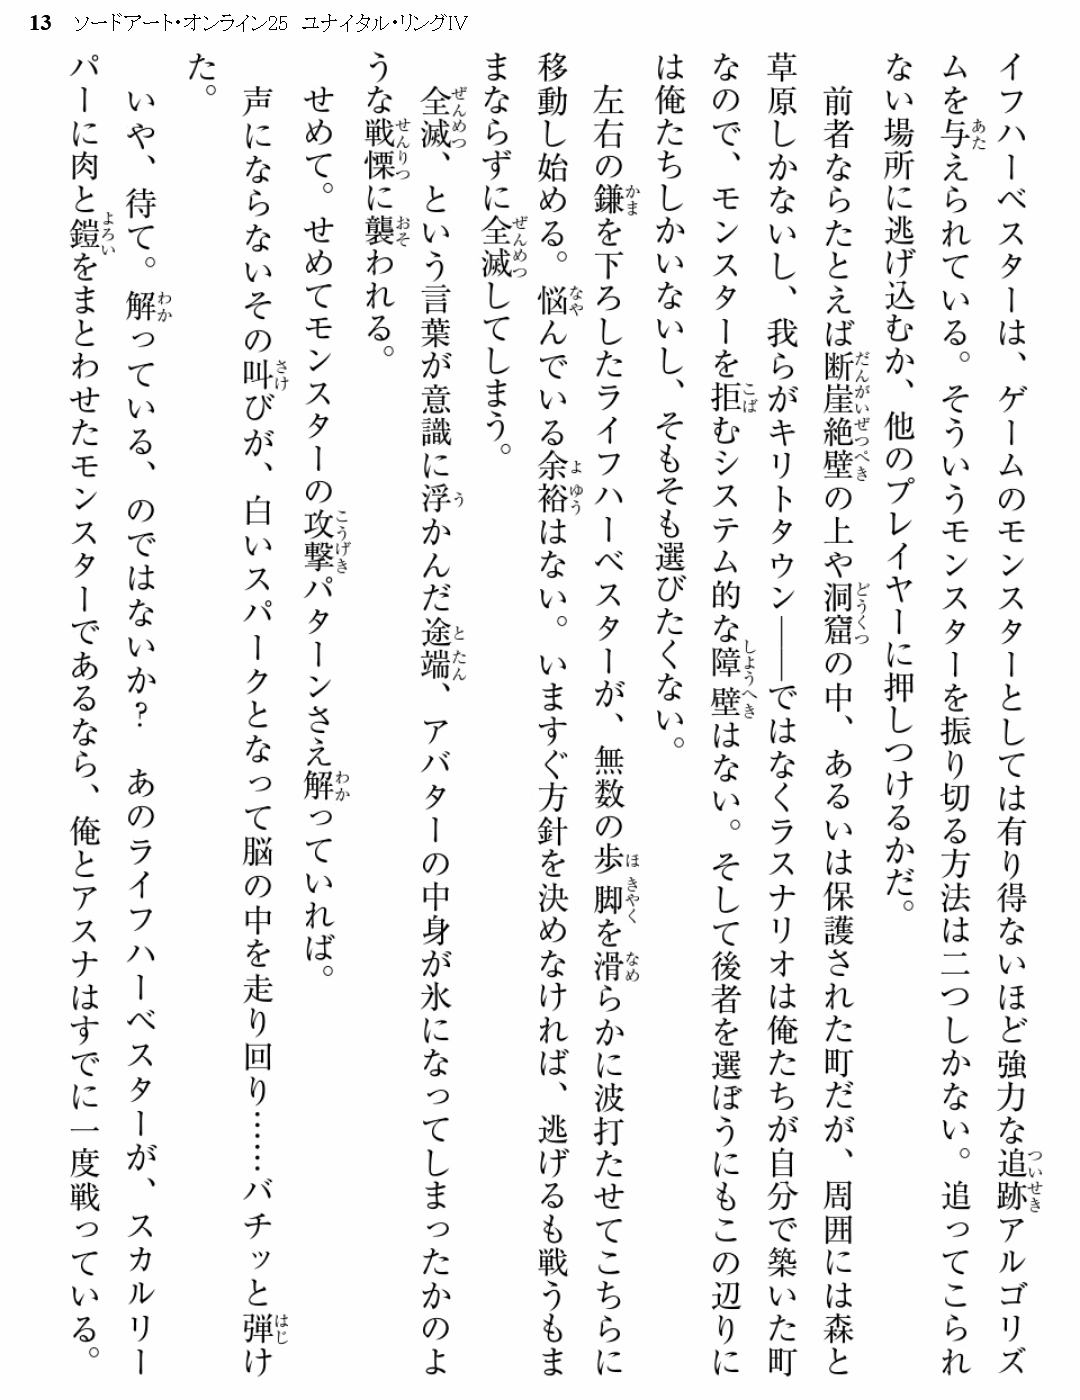 13 ソードアート・オンライン25 ユナイタル・リングIV
イフハーベスターは、ゲームのモンスターとしては有り得ないほど強力な追跡アルゴリズ
ムを与えられている。そういうモンスターを振り切る方法は二つしかない。追ってこられ
ない場所に逃げ込むか、他のプレイヤーに押しつけるかだ。
前者ならたとえば断崖絶壁の上や洞窟の中、あるいは保護された町だが、周囲には森と
草原しかないし、我らがキリトタウン――ではなくラスナリオは俺たちが自分で築いた町
なので、モンスターを拒むシステム的な障壁はない。そして後者を選ぼうにもこの辺りに
は俺たちしかいないし、そもそも選びたくない。
左右の鎌を下ろしたライフハーベスターが、無数の歩脚を滑らかに波打たせてこちらに
移動し始める。悩んでいる余裕はない。いますぐ方針を決めなければ、逃げるも戦うもま
まならずに全滅してしまう。
全滅、という言葉が意識に浮かんだ途端、アバターの中身が氷になってしまったかのよ
うな戦慄に襲われる。
せめて。せめてモンスターの攻撃パターンさえ解っていれば。
声にならないその叫びが、白いスパークとなって脳の中を走り回り……バチッと弾け
た。
いや、待て。解っている、のではないか？　あのライフハーベスターが、スカルリー
パーに肉と鎧をまとわせたモンスターであるなら、俺とアスナはすでに一度戦っている。